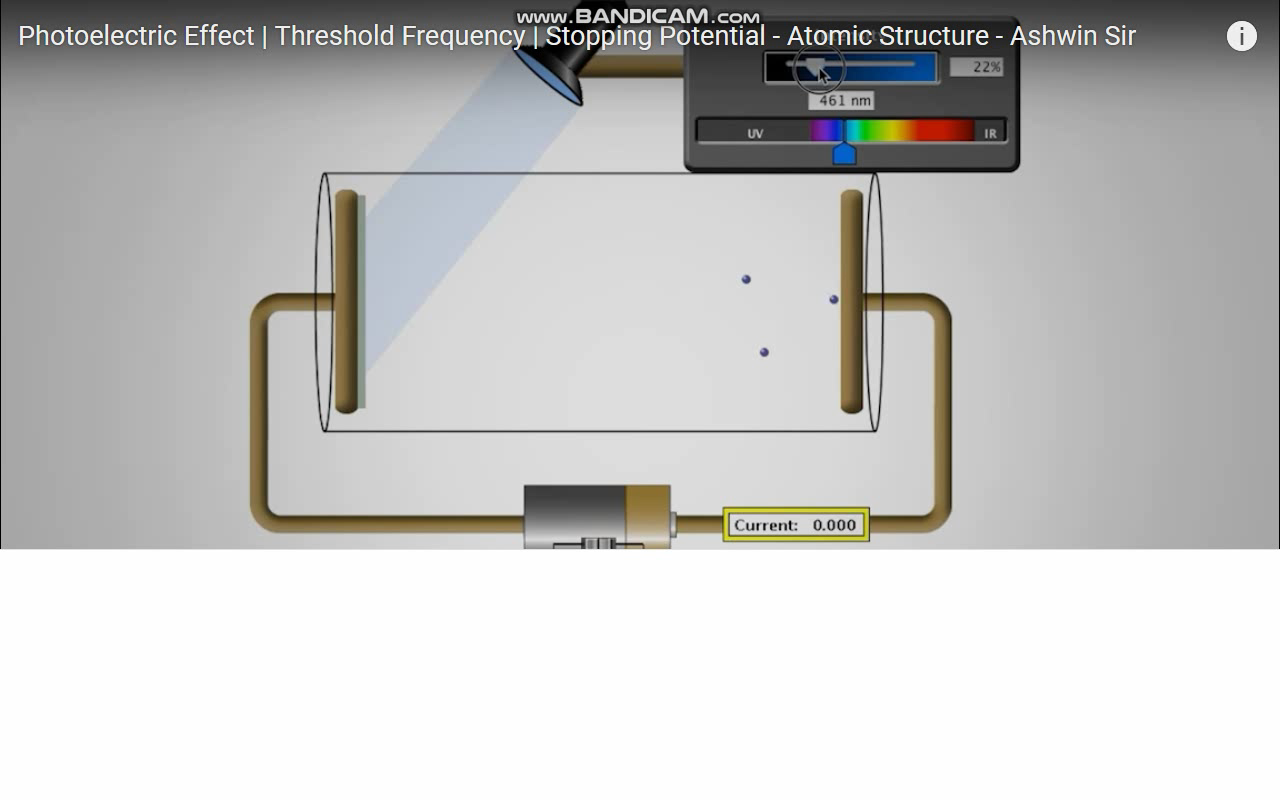 www.BANDICAM.com
Photoelectric Effect | Threshold Frequency | Stopping Potential - Atomic Structure - Ashwin Sir
22%
461 nm
UV
IR
Current: 0.000